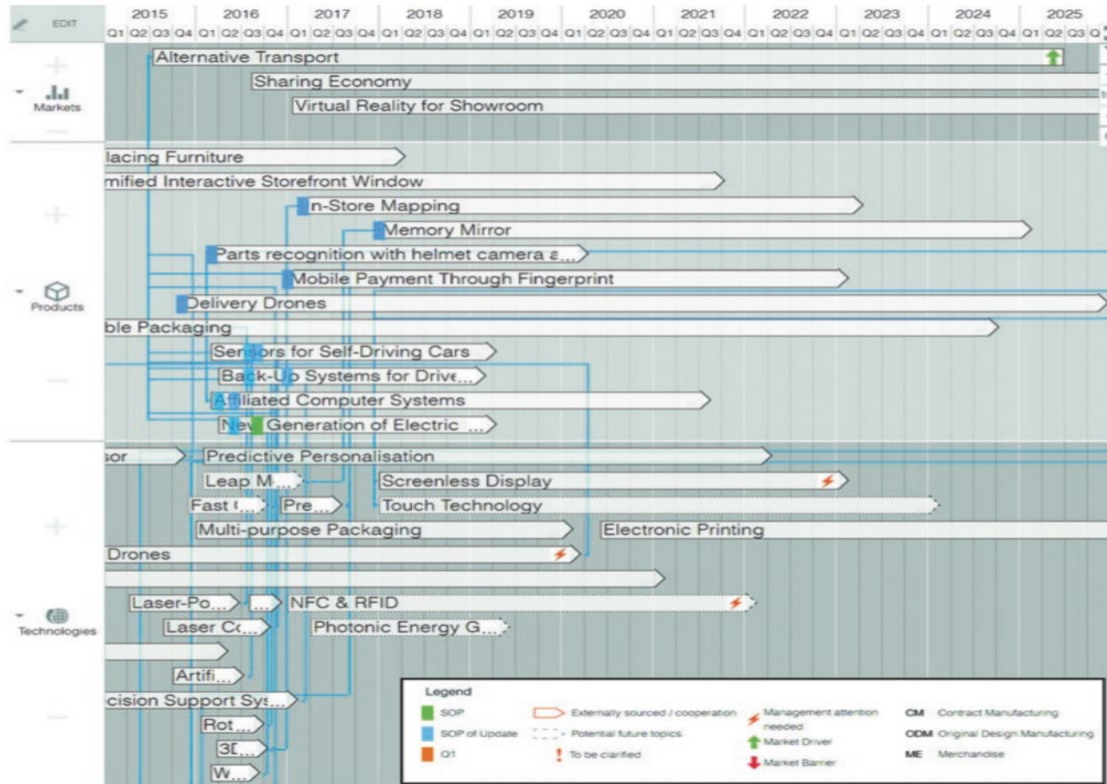 EDIT
2015 2016 2017 2018 2019 2020 2021 2022 2023 2024 2025
Q1 Q2 Q3 Q4 Q1 Q2 Q3 Q4 Q1 Q2 Q3 Q4 Q1 Q2 Q3 Q4 Q1 Q2 Q3 Q4 Q1 Q2 Q3 Q4 Q1 Q2 Q3 Q4 Q1 Q2 Q3 Q4 Q1 Q2 Q3 Q4 Q1 Q2 Q3 Q4 Q1 Q2 Q3
Markets
Alternative Transport
Sharing Economy
Virtual Reality for Showroom
Products
lacing Furniture
mified Interactive Storefront Window
n-Store Mapping
Memory Mirror
Parts recognition with helmet camera a...
Mobile Payment Through Fingerprint
Delivery Drones
ble Packaging
Sensors for Self-Driving Cars
Back-Up Systems for Drive...
Affiliated Computer Systems
New Generation of Electric ...
Technologies
sor Predictive Personalisation
Leap M... Screenless Display
Fast Pre... Touch Technology
Multi-purpose Packaging Electronic Printing
Drones
Laser-Po... ... NFC & RFID
Laser Co... Photonic Energy G...
Artifi...
cision Support Sys...
Rot...
3D...
W...
Legend
SOP
SOP of Update
Q1
Externally sourced / cooperation
Potential future topics
! To be clarified
Management attention
needed
Market Driver
Market Barrier
CM Contract Manufacturing
ODM Original Design Manufacturing
ME Merchandise